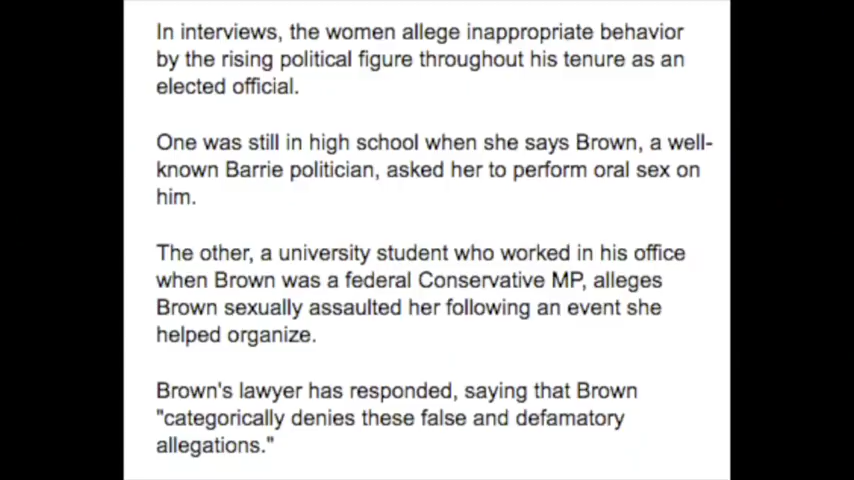 In interviews, the women allege inappropriate behavior
by the rising political figure throughout his tenure as an
elected official.
One was still in high school when she says Brown, a well-
known Barrie politician, asked her to perform oral sex on
him.
The other, a university student who worked in his office
when Brown was a federal Conservative MP, alleges
Brown sexually assaulted her following an event she
helped organize.
Brown's lawyer has responded, saying that Brown
"categorically denies these false and defamatory
allegations."